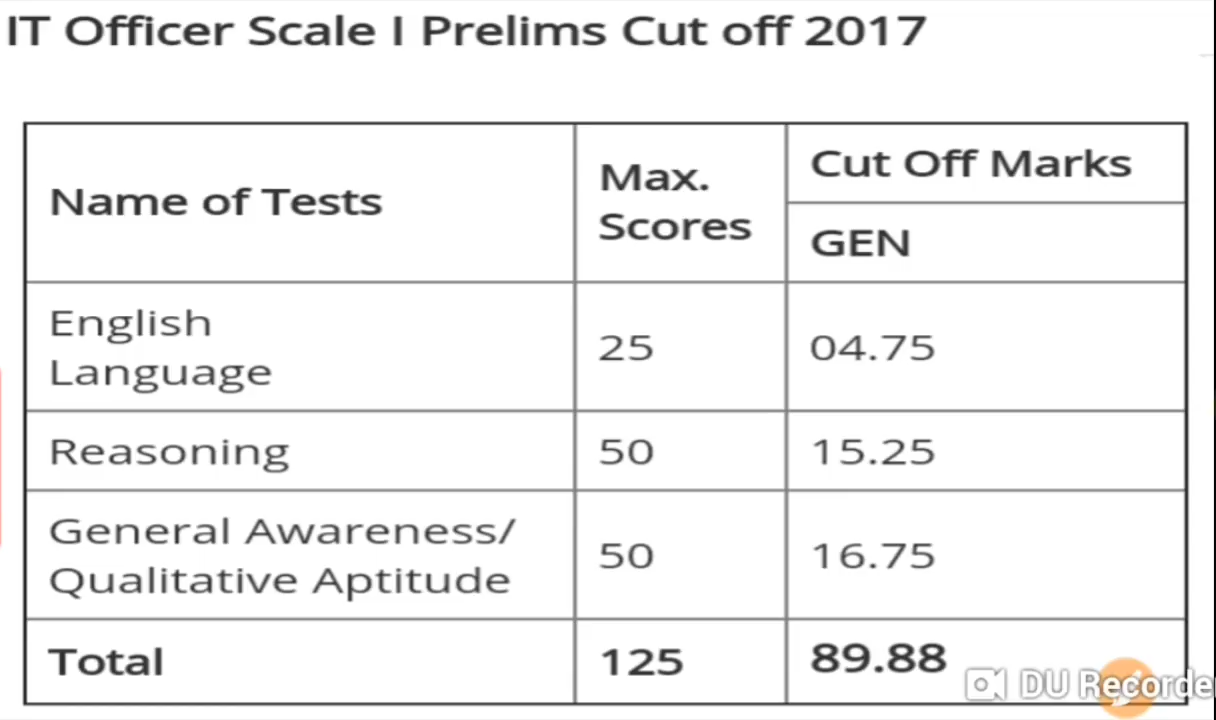 IT Officer Scale I Prelims Cut off 2017
Name of Tests
Max.
Scores
Cut Off Marks
GEN
English
Language
25
04.75
Reasoning
50
15.25
General Awareness/
Qualitative Aptitude
50
16.75
Total
125
89.88
DU Recorde